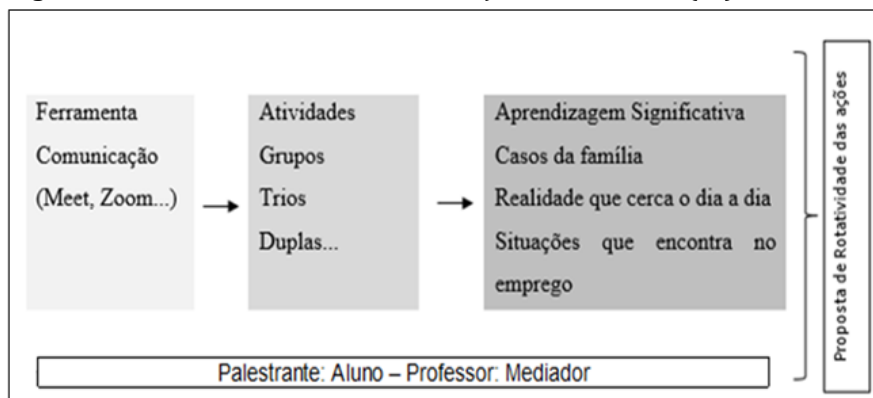 Ferramenta
Comunicação
(Meet, Zoom...)
Atividades
Grupos
Trios
Duplas...
Aprendizagem Significativa
Casos da família
Realidade que cerca o dia a dia
Situações que encontra no
emprego
Proposta de Rotatividade das ações
Palestrante: Aluno – Professor: Mediador